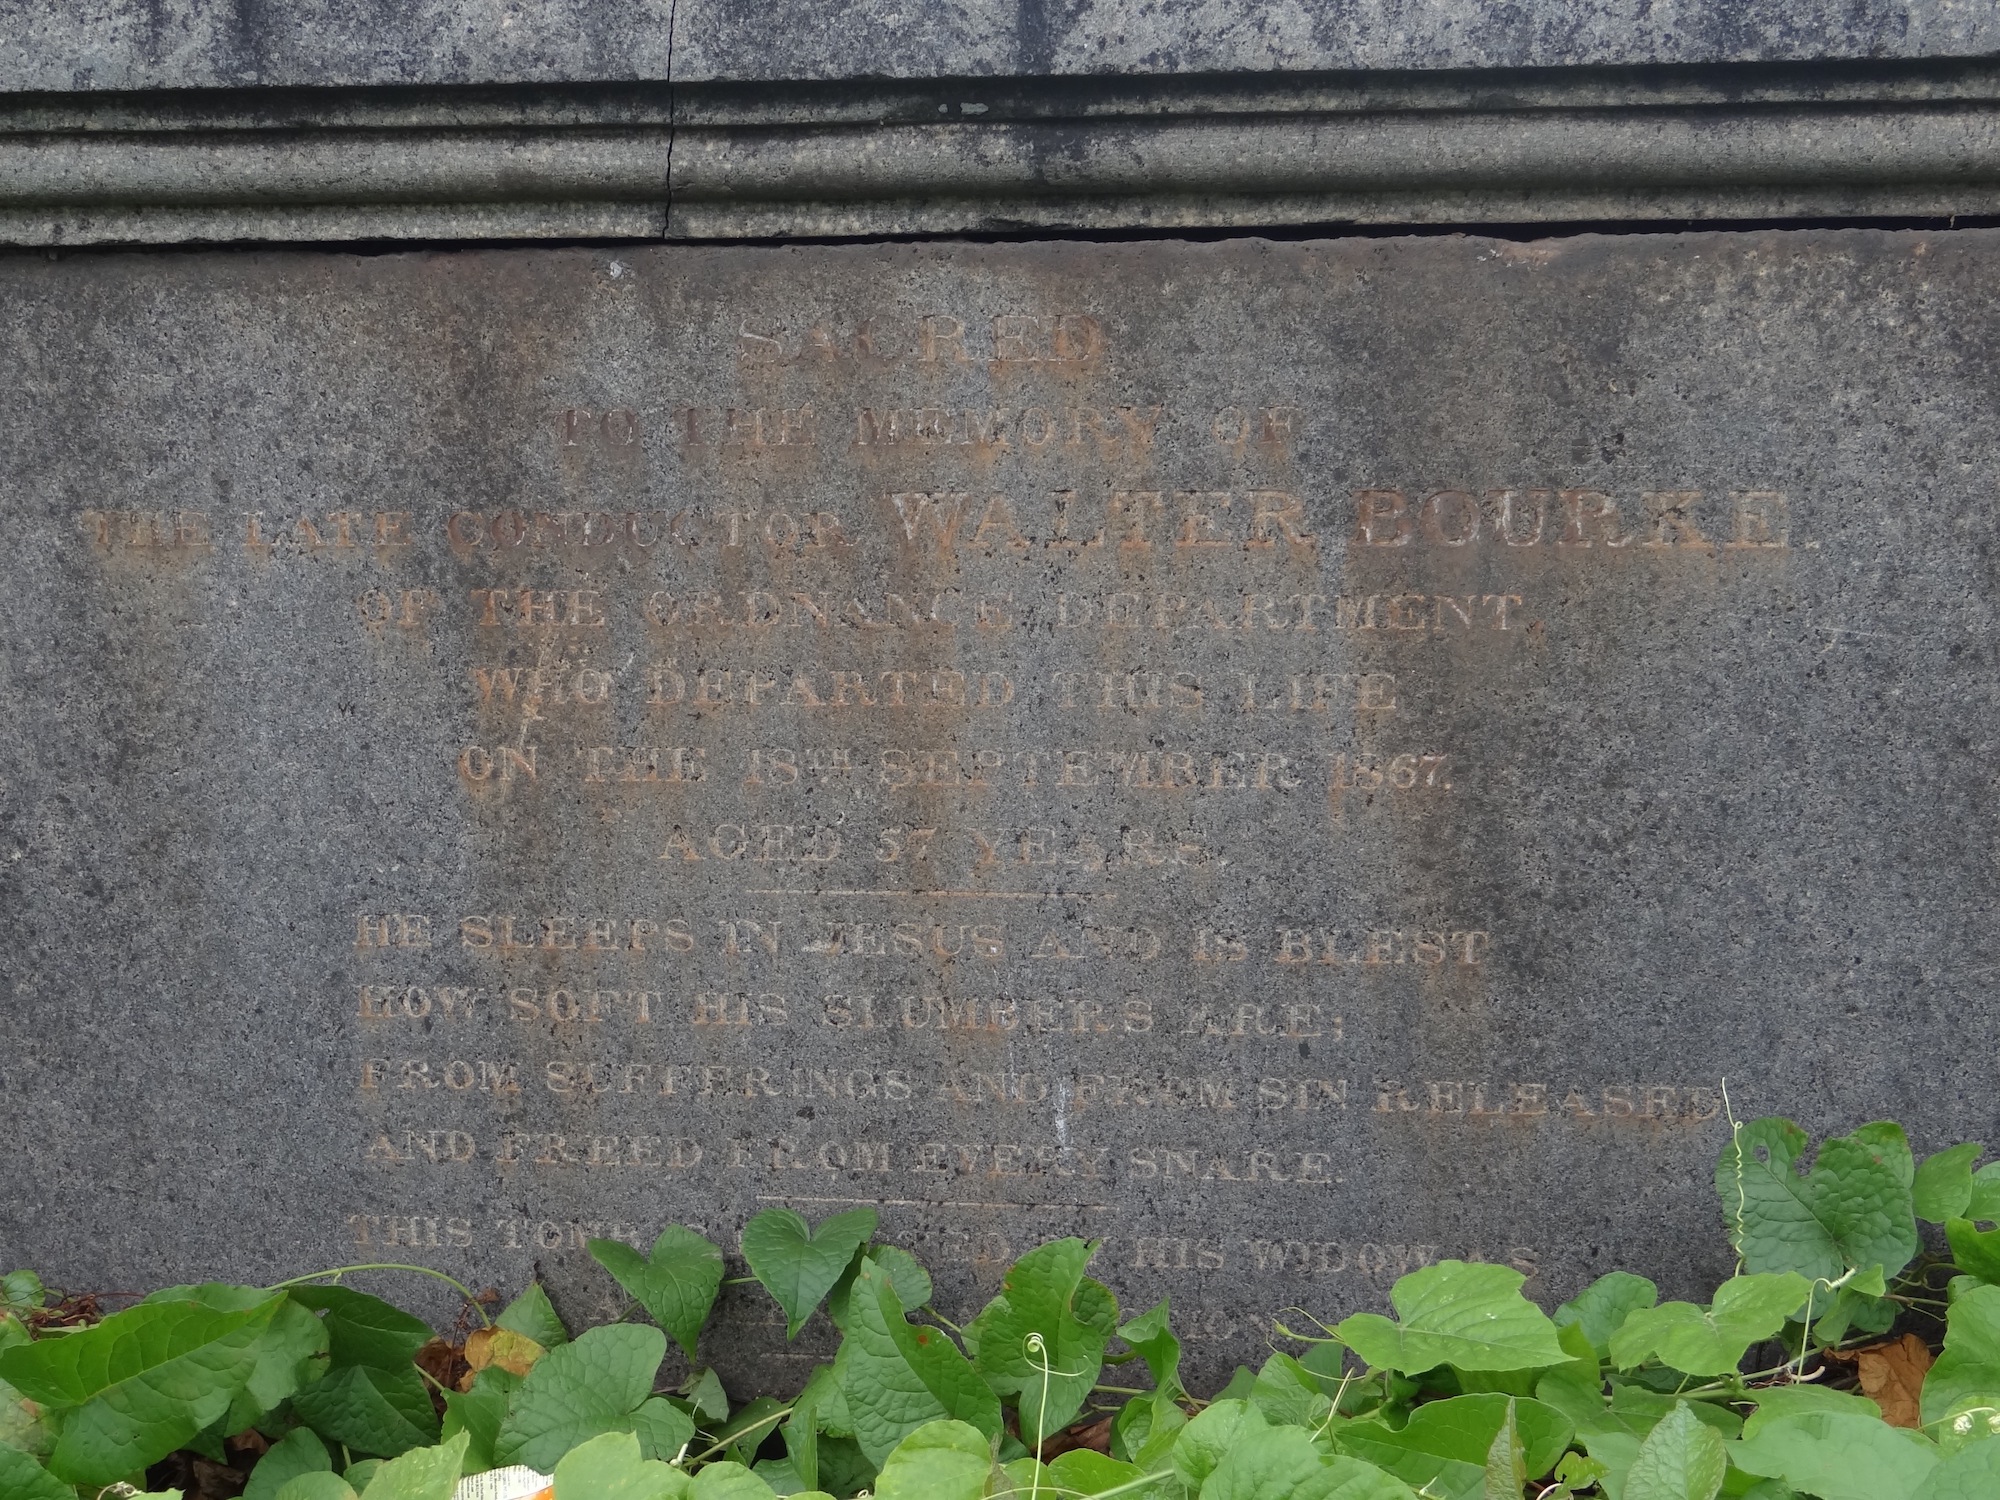 SACRED
TO THE MEMORY OF
THE LATE CONDUCTOR WALTER BOURKE.
OF THE ORDNANCE DEPARTMENT,
WHO DEPARTED THIS LIFE
ON THE 18TH SEPTEMBER 1867.
AGED 57 YEARS.
HE SLEEPS IN JESUS AND IS BLEST
HOW SOFT HIS SLUMBERS ARE;
FROM SUFFERINGS AND FROM SIN RELEASED
AND FREED FROM EVERY SNARE.
THIS HIS WIDOW AS